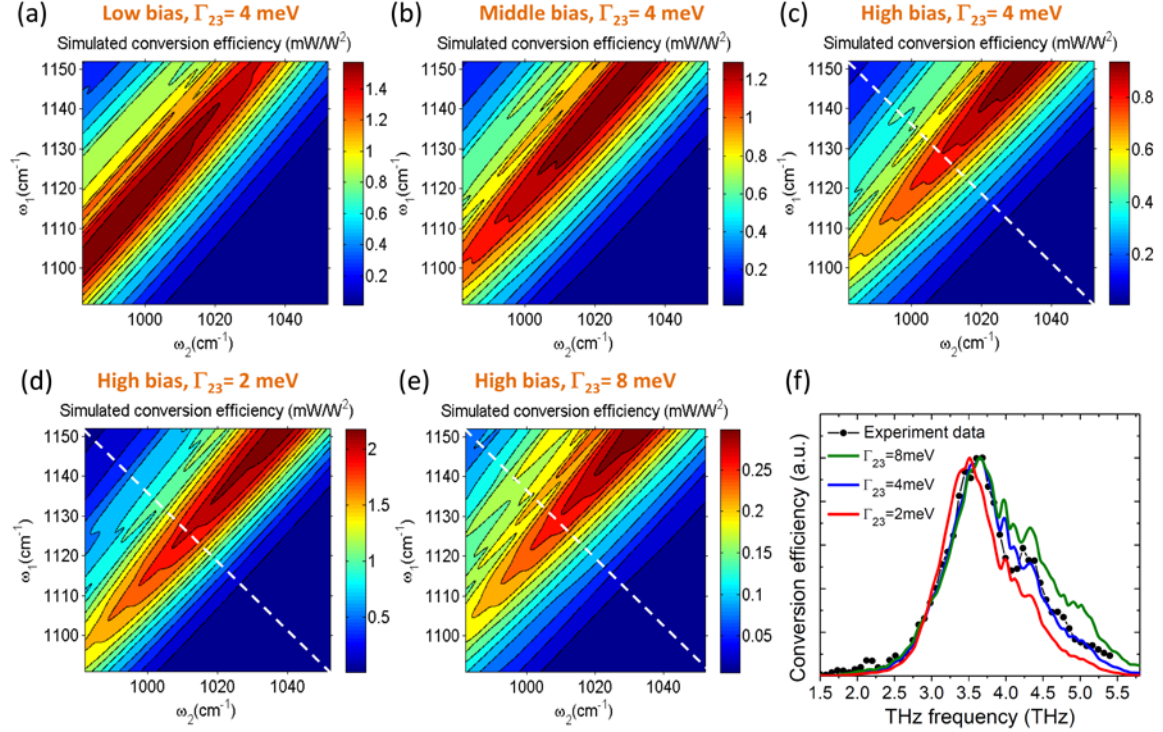 (a) Low bias, Γ23= 4 meV
Simulated conversion efficiency (mW/W²)
1150
1140
1130
1120
1110
1100
ω1(cm⁻¹)
1000 1020 1040
ω2(cm⁻¹)
1.4
1.2
1
0.8
0.6
0.4
0.2
(b) Middle bias, Γ23= 4 meV
Simulated conversion efficiency (mW/W²)
1150
1140
1130
1120
1110
1100
ω1(cm⁻¹)
1000 1020 1040
ω2(cm⁻¹)
1.2
1
0.8
0.6
0.4
0.2
(c) High bias, Γ23= 4 meV
Simulated conversion efficiency (mW/W²)
1150
1140
1130
1120
1110
1100
ω1(cm⁻¹)
1000 1020 1040
ω2(cm⁻¹)
0.8
0.6
0.4
0.2
(d) High bias, Γ23= 2 meV
Simulated conversion efficiency (mW/W²)
1150
1140
1130
1120
1110
1100
ω1(cm⁻¹)
1000 1020 1040
ω2(cm⁻¹)
2
1.5
1
0.5
(e) High bias, Γ23= 8 meV
Simulated conversion efficiency (mW/W²)
1150
1140
1130
1120
1110
1100
ω1(cm⁻¹)
1000 1020 1040
ω2(cm⁻¹)
0.25
0.2
0.15
0.1
0.05
(f)
Experiment data
Γ23=8meV
Γ23=4meV
Γ23=2meV
Conversion efficiency (a.u.)
1.5 2.0 2.5 3.0 3.5 4.0 4.5 5.0 5.5
THz frequency (THz)